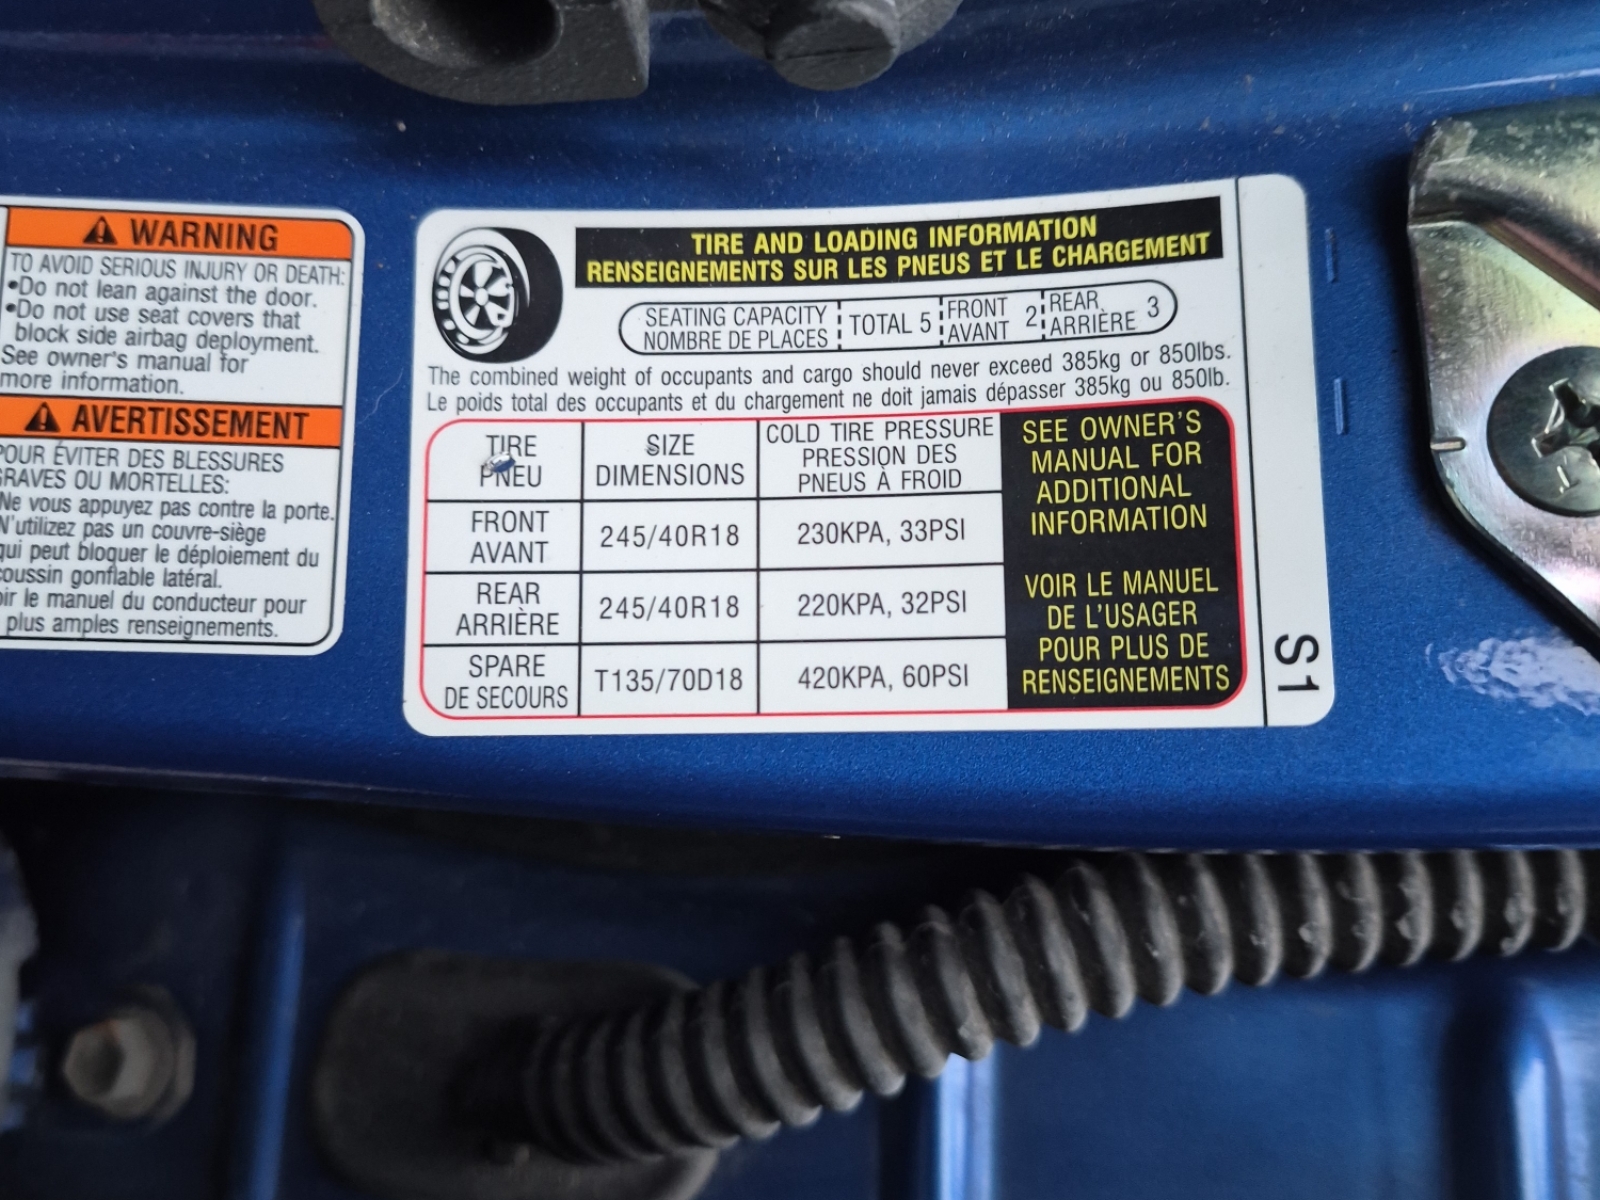 WARNING
TO AVOID SERIOUS INJURY OR DEATH:
•Do not lean against the door.
•Do not use seat covers that
block side airbag deployment.
See owner's manual for
more information.
AVERTISSEMENT
POUR ÉVITER DES BLESSURES
GRAVES OU MORTELLES:
Ne vous appuyez pas contre la porte.
N'utilizez pas un couvre-siège
qui peut bloquer le déploiement du
coussin gonflable latéral.
oir le manuel du conducteur pour
plus amples renseignements.
TIRE AND LOADING INFORMATION
RENSEIGNEMENTS SUR LES PNEUS ET LE CHARGEMENT
SEATING CAPACITY
NOMBRE DE PLACES
TOTAL 5
FRONT
AVANT 2
REAR
ARRIÈRE 3
The combined weight of occupants and cargo should never exceed 385kg or 850lbs.
Le poids total des occupants et du chargement ne doit jamais dépasser 385kg ou 850lb.
TIRE
PNEU
SIZE
DIMENSIONS
COLD TIRE PRESSURE
PRESSION DES
PNEUS À FROID
FRONT
AVANT
245/40R18
230KPA, 33PSI
REAR
ARRIÈRE
245/40R18
220KPA, 32PSI
SPARE
DE SECOURS
T135/70D18
420KPA, 60PSI
SEE OWNER'S
MANUAL FOR
ADDITIONAL
INFORMATION
VOIR LE MANUEL
DE L'USAGER
POUR PLUS DE
RENSEIGNEMENTS
S1